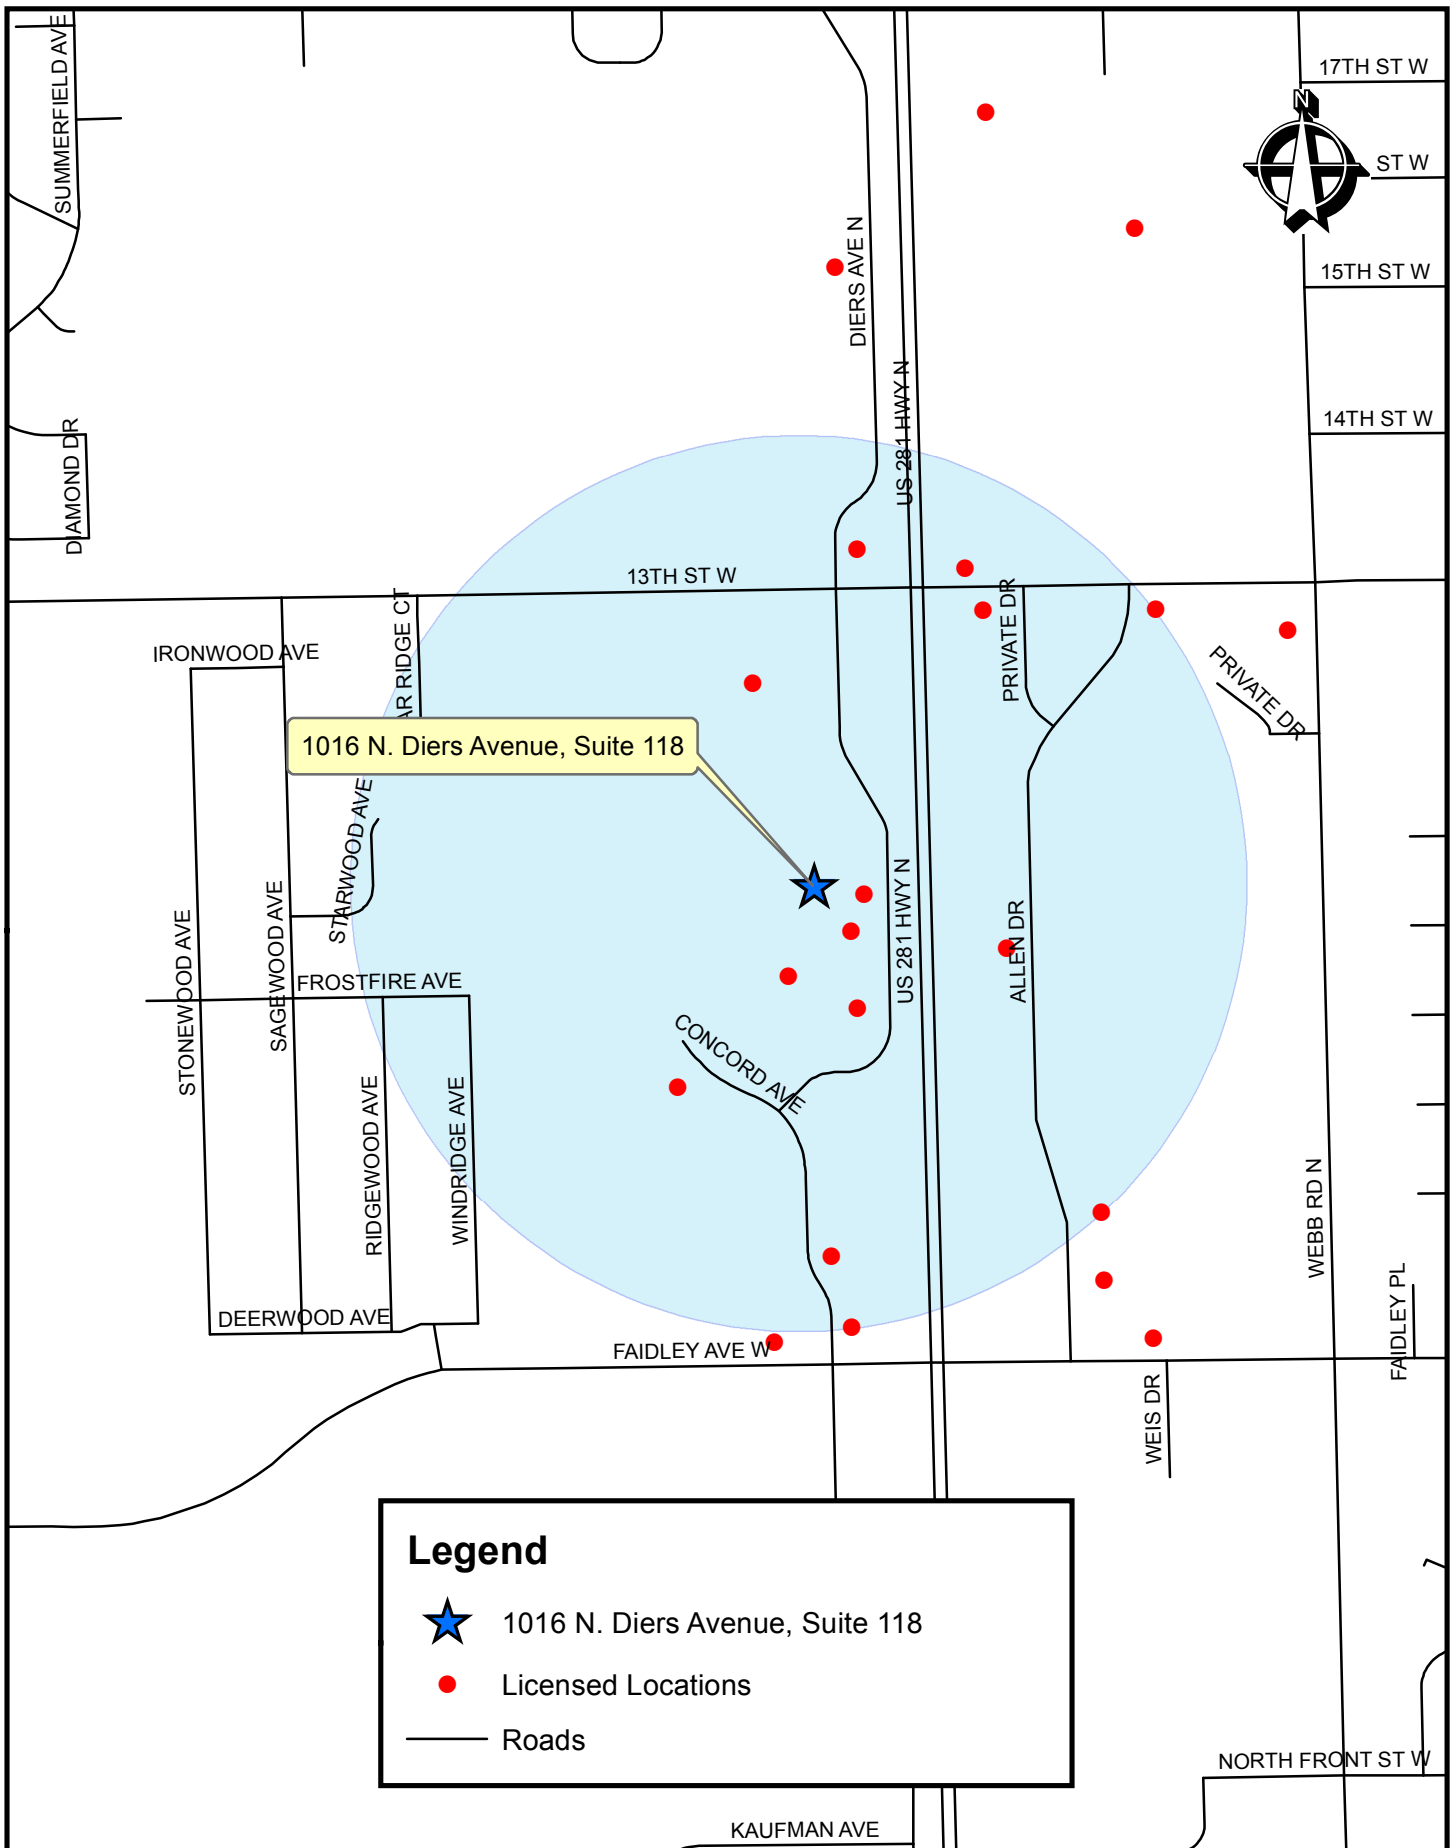 SUMMERFIELD AVE
17TH ST W
N
ST W
DIERS AVE N
15TH ST W
US 281 HWY N
14TH ST W
DIAMOND DR
13TH ST W
PRIVATE DR
AR RIDGE CT
IRONWOOD AVE
PRIVATE DR
1016 N. Diers Avenue, Suite 118
STARWOOD AVE
US 281 HWY N
ALLEN DR
STONEWOOD AVE
SAGEWOOD AVE
FROSTFIRE AVE
CONCORD AVE
RIDGEWOOD AVE
WINDRIDGE AVE
WEBB RD N
FAIDLEY PL
DEERWOOD AVE
FAIDLEY AVE W
WEIS DR
Legend
1016 N. Diers Avenue, Suite 118
Licensed Locations
Roads
NORTH FRONT ST W
KAUFMAN AVE